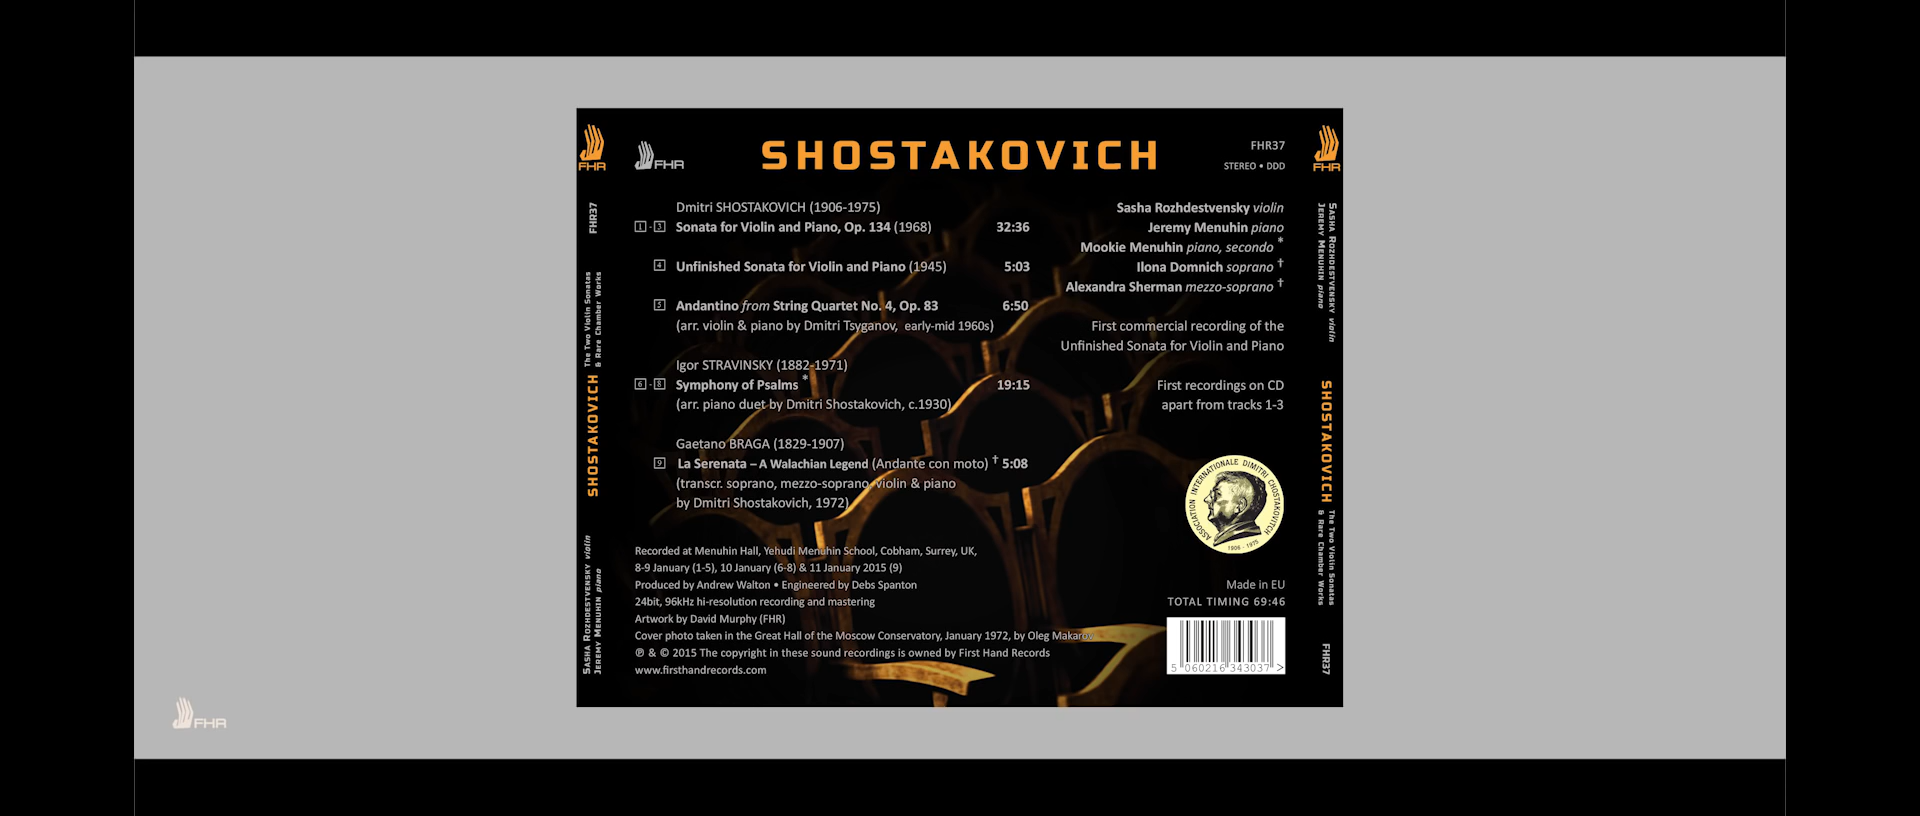 FHR
FHR
SHOSTAKOVICH
FHR37
STEREO • DDD
FHR
FHR37
The Two Violin Sonatas
& Rare Chamber Works
SHOSTAKOVICH
SASHA ROZHDESTVENSKY violin
JEREMY MENUHIN piano
Dmitri SHOSTAKOVICH (1906-1975)
1 - 3 Sonata for Violin and Piano, Op. 134 (1968) 32:36
4 Unfinished Sonata for Violin and Piano (1945) 5:03
5 Andantino from String Quartet No. 4, Op. 83 6:50
(arr. violin & piano by Dmitri Tsyganov, early-mid 1960s)
Igor STRAVINSKY (1882-1971)
6 - 8 Symphony of Psalms * 19:15
(arr. piano duet by Dmitri Shostakovich, c.1930)
Gaetano BRAGA (1829-1907)
9 La Serenata – A Walachian Legend (Andante con moto) † 5:08
(transcr. soprano, mezzo-soprano, violin & piano
by Dmitri Shostakovich, 1972)
Sasha Rozhdestvensky violin
Jeremy Menuhin piano
Mookie Menuhin piano, secondo *
Ilona Domnich soprano †
Alexandra Sherman mezzo-soprano †
First commercial recording of the
Unfinished Sonata for Violin and Piano
First recordings on CD
apart from tracks 1-3
ASSOCIATION INTERNATIONALE DIMITRI CHOSTAKOVITCH
1906 - 1975
Recorded at Menuhin Hall, Yehudi Menuhin School, Cobham, Surrey, UK,
8-9 January (1-5), 10 January (6-8) & 11 January 2015 (9)
Produced by Andrew Walton • Engineered by Debs Spanton
24bit, 96kHz hi-resolution recording and mastering
Artwork by David Murphy (FHR)
Cover photo taken in the Great Hall of the Moscow Conservatory, January 1972, by Oleg Makarov
℗ & © 2015 The copyright in these sound recordings is owned by First Hand Records
www.firsthandrecords.com
Made in EU
TOTAL TIMING 69:46
5 060216 343037 >
SASHA ROZHDESTVENSKY violin
JEREMY MENUHIN piano
SHOSTAKOVICH
The Two Violin Sonatas
& Rare Chamber Works
FHR37
FHR